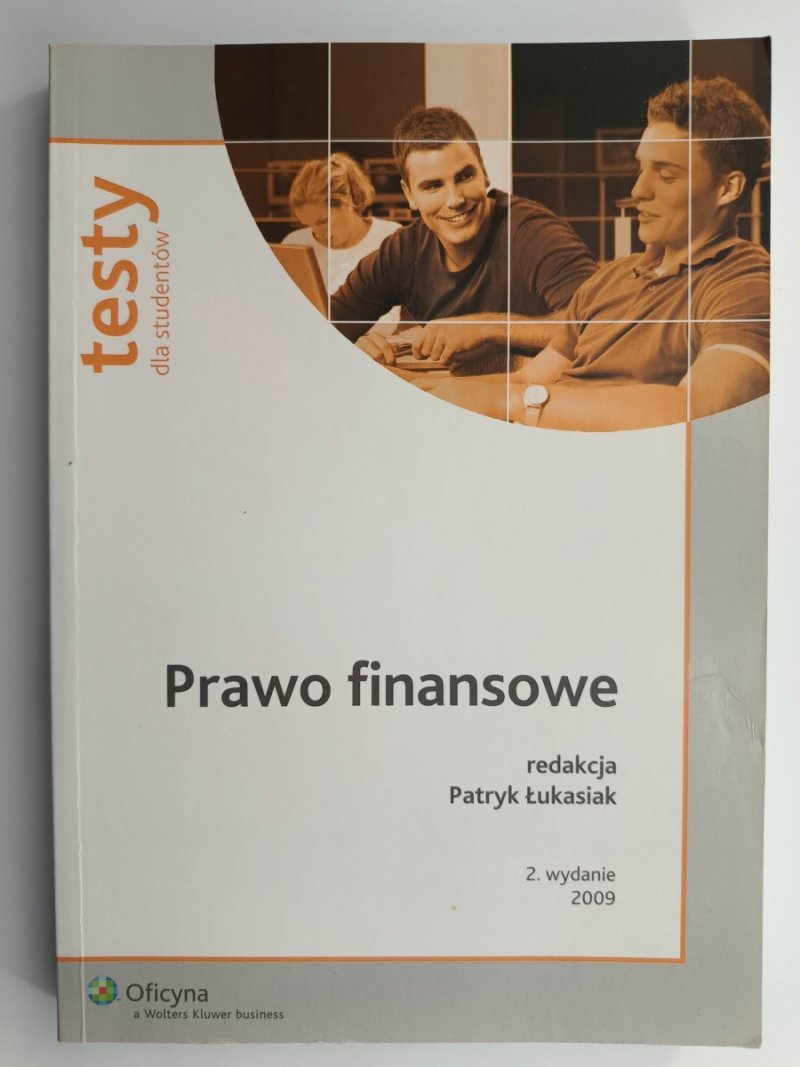 testy
dla studentów
Prawo finansowe
redakcja
Patryk Łukasiak
2. wydanie
2009
Oficyna
a Wolters Kluwer business